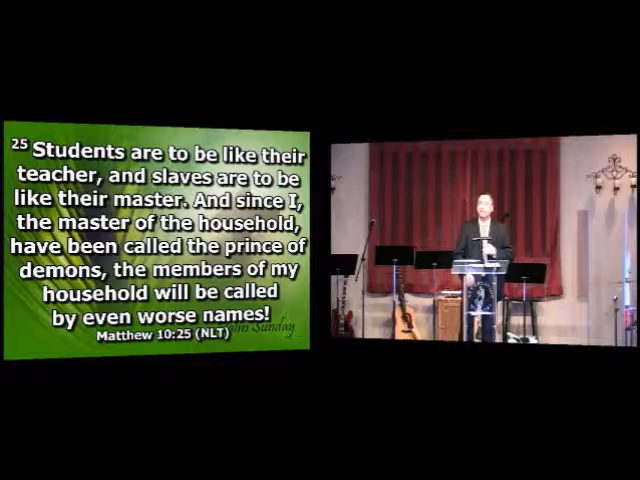 25 Students are to be like their
teacher, and slaves are to be
like their master. And since I,
the master of the household,
have been called the prince of
demons, the members of my
household will be called
by even worse names!
Matthew 10:25 (NLT)
Sunday